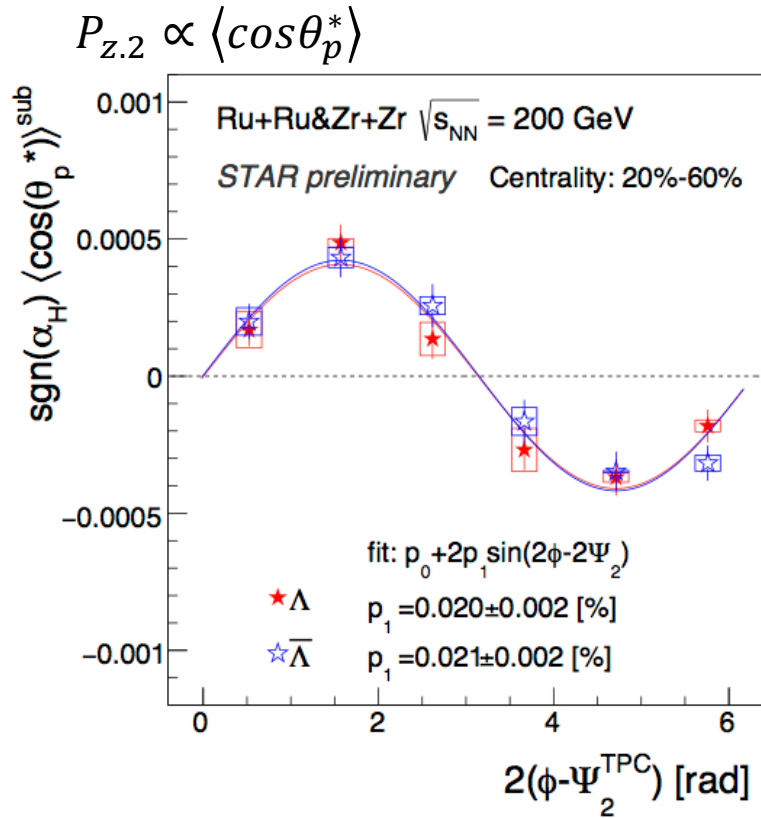 P_{z.2} ∝ ⟨cosθ_p^*⟩
sgn(α_H) ⟨cos(θ_p*)⟩^sub
0.001
0.0005
0
−0.0005
−0.001
Ru+Ru&Zr+Zr √s_NN = 200 GeV
STAR preliminary Centrality: 20%-60%
fit: p_0+2p_1sin(2ϕ-2Ψ_2)
Λ p_1=0.020±0.002 [%]
Λ̅ p_1=0.021±0.002 [%]
0 2 4 6
2(ϕ-Ψ_2^TPC) [rad]